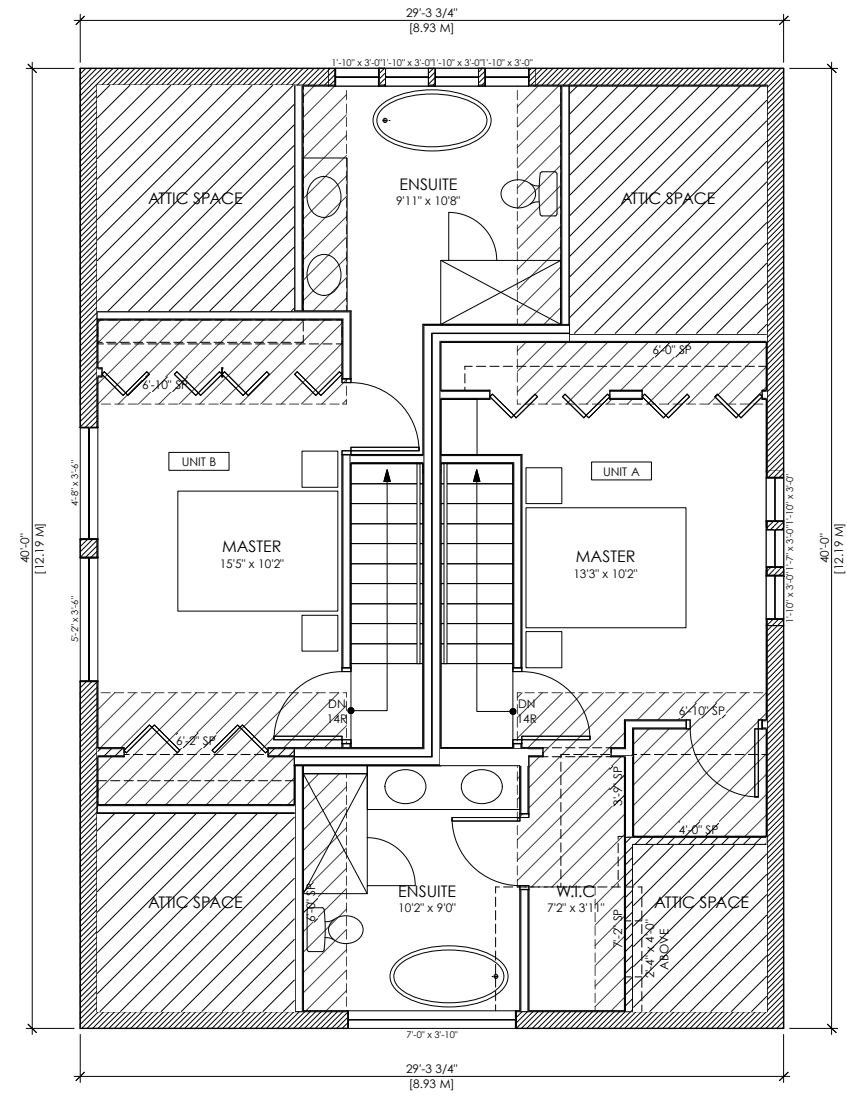 29'-3 3/4"
[8.93 M]
1'-10" x 3'-0"
1'-10" x 3'-0"
1'-10" x 3'-0"
1'-10" x 3'-0"
ATTIC SPACE
ENSUITE
9'11" x 10'8"
ATTIC SPACE
6'-0" SP
6'-10" SP
UNIT B
UNIT A
4'-8" x 3'-6"
1'-10" x 3'-0"
40'-0"
[12.19 M]
MASTER
15'5" x 10'2"
MASTER
13'3" x 10'2"
1'-7" x 3'-0"
40'-0"
[12.19 M]
5'-2" x 3'-6"
1'-10" x 3'-0"
DN
14R
DN
14R
6'-10" SP
6'-2" SP
3'-9" SP
4'-0" SP
ATTIC SPACE
6'-0" SP
ENSUITE
10'2" x 9'0"
W.I.C
7'2" x 3'11"
ATTIC SPACE
7'-2" SP
2'-4" x 4'-0"
ABOVE
7'-0" x 3'-10"
29'-3 3/4"
[8.93 M]